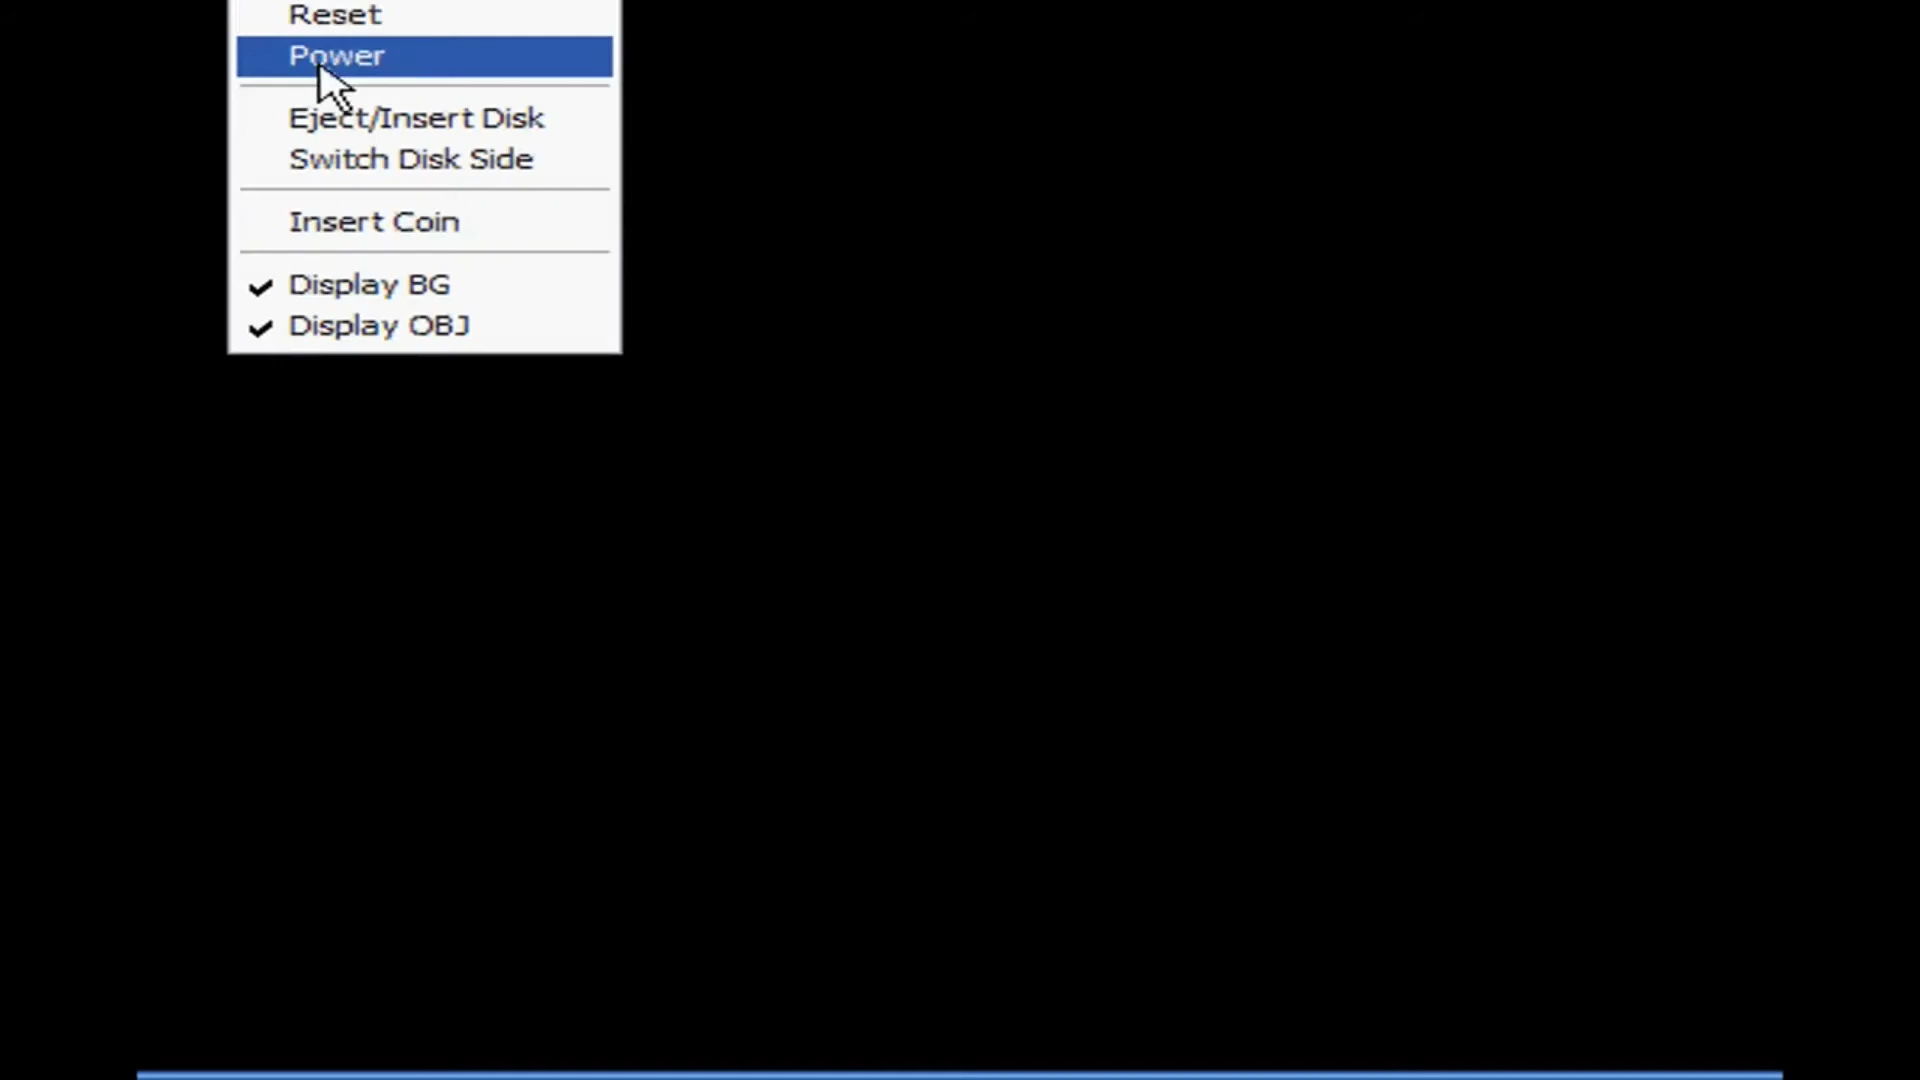 Reset
Power
Eject/Insert Disk
Switch Disk Side
Insert Coin
Display BG
Display OBJ